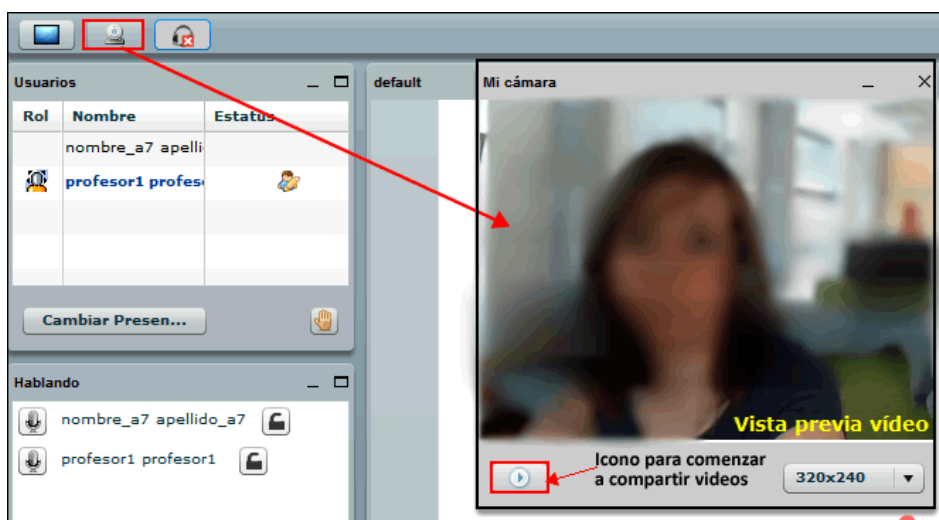 Usuarios
default
Mi cámara
Rol Nombre Estatus
nombre_a7 apelli
profesor1 profes
Cambiar Presen...
Hablando
nombre_a7 apellido_a7
profesor1 profesor1
Vista previa vídeo
Icono para comenzar
a compartir videos
320x240